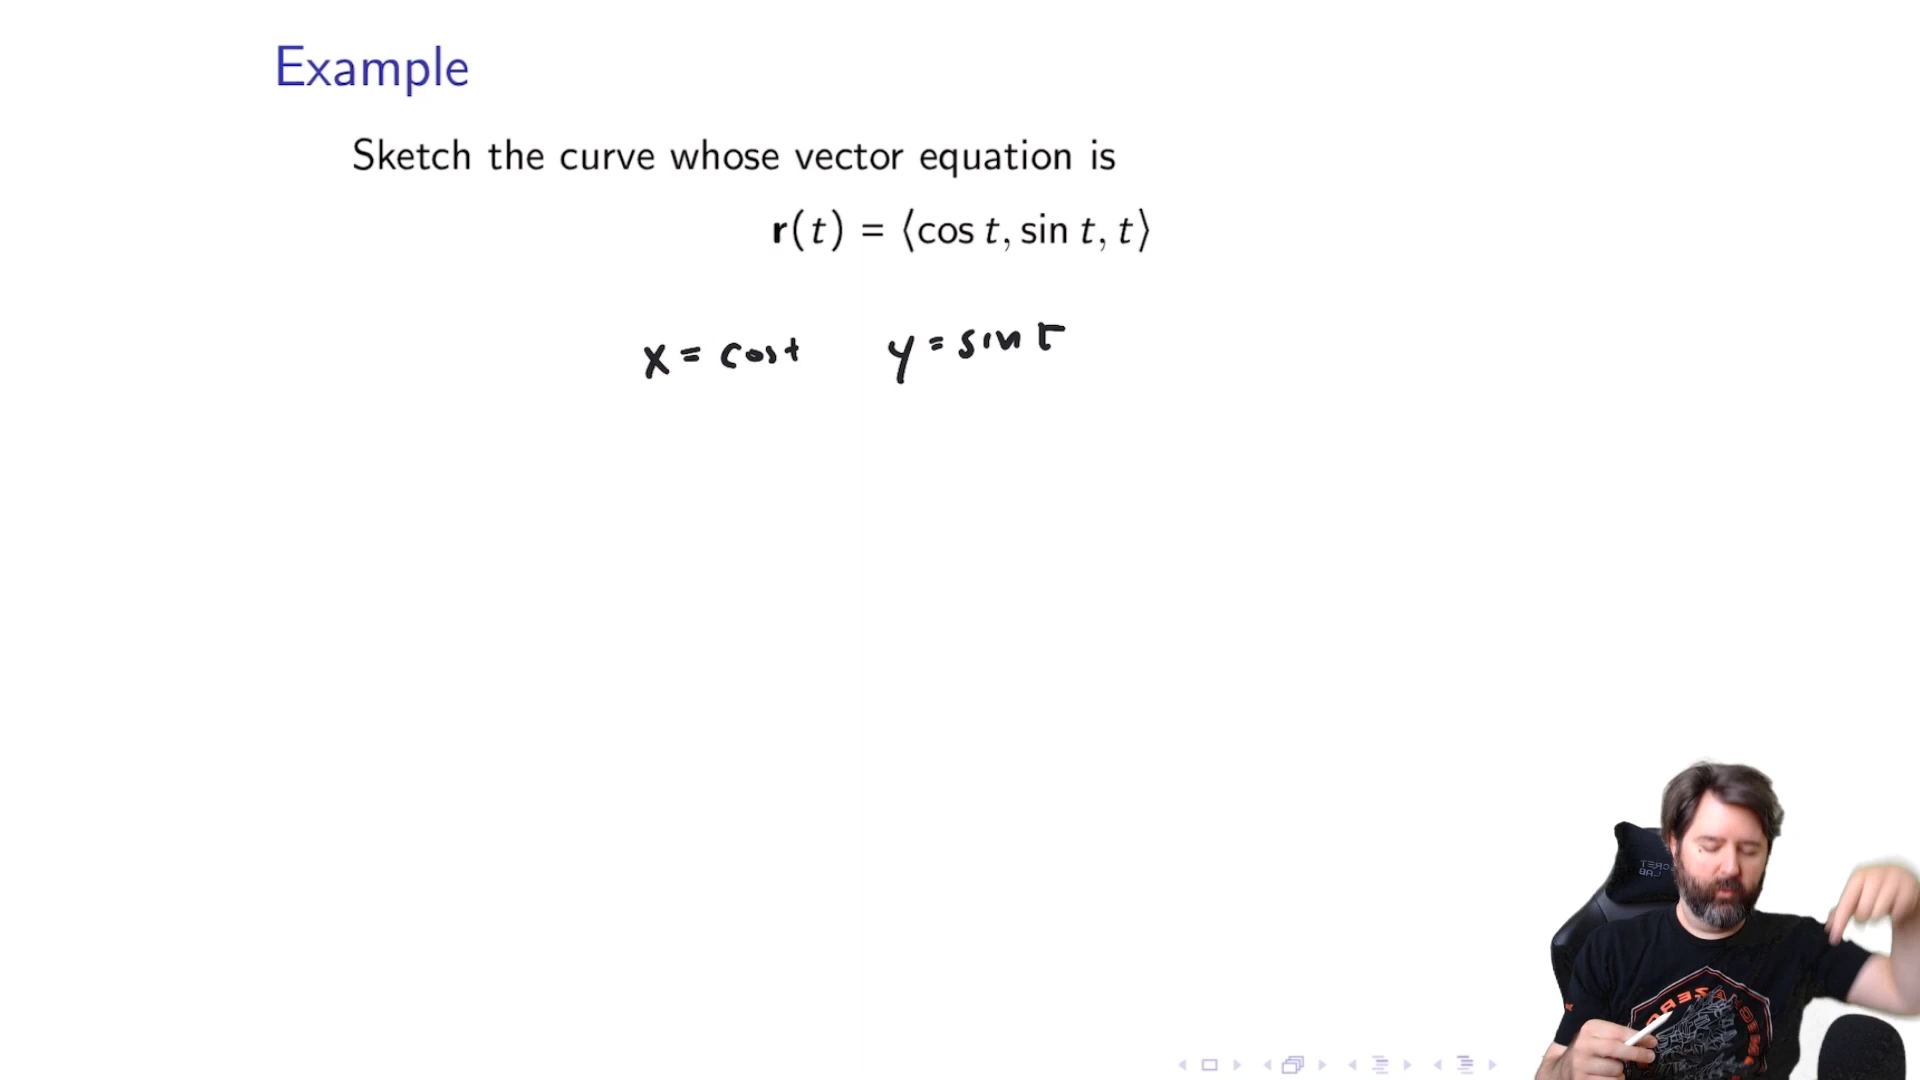 Example
Sketch the curve whose vector equation is
r(t) = ⟨cos t, sin t, t⟩
x = cos t y = sin t